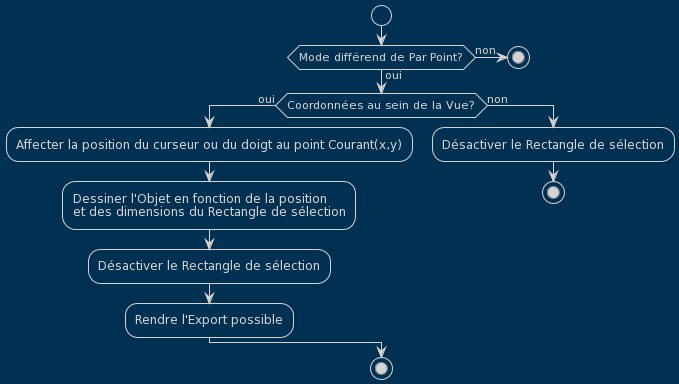 Mode différend de Par Point?
non
oui
Coordonnées au sein de la Vue?
oui
non
Affecter la position du curseur ou du doigt au point Courant(x,y)
Désactiver le Rectangle de sélection
Dessiner l'Objet en fonction de la position
et des dimensions du Rectangle de sélection
Désactiver le Rectangle de sélection
Rendre l'Export possible